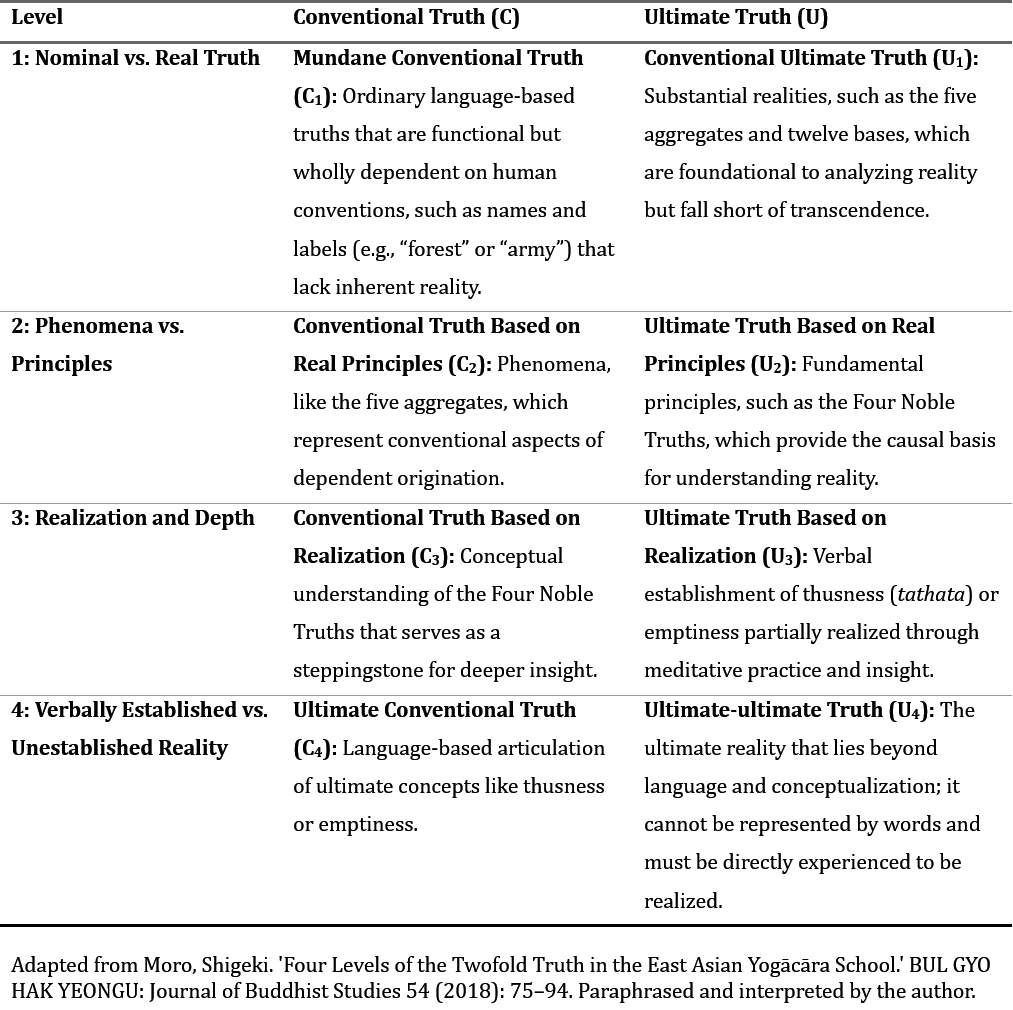 Level Conventional Truth (C) Ultimate Truth (U)
1: Nominal vs. Real Truth
Mundane Conventional Truth
(C₁): Ordinary language-based
truths that are functional but
wholly dependent on human
conventions, such as names and
labels (e.g., “forest” or “army”) that
lack inherent reality.
Conventional Ultimate Truth (U₁):
Substantial realities, such as the five
aggregates and twelve bases, which
are foundational to analyzing reality
but fall short of transcendence.
2: Phenomena vs.
Principles
Conventional Truth Based on
Real Principles (C₂): Phenomena,
like the five aggregates, which
represent conventional aspects of
dependent origination.
Ultimate Truth Based on Real
Principles (U₂): Fundamental
principles, such as the Four Noble
Truths, which provide the causal basis
for understanding reality.
3: Realization and Depth
Conventional Truth Based on
Realization (C₃): Conceptual
understanding of the Four Noble
Truths that serves as a
steppingstone for deeper insight.
Ultimate Truth Based on
Realization (U₃): Verbal
establishment of thusness (tathata) or
emptiness partially realized through
meditative practice and insight.
4: Verbally Established vs.
Unestablished Reality
Ultimate Conventional Truth
(C₄): Language-based articulation
of ultimate concepts like thusness
or emptiness.
Ultimate-ultimate Truth (U₄): The
ultimate reality that lies beyond
language and conceptualization; it
cannot be represented by words and
must be directly experienced to be
realized.
Adapted from Moro, Shigeki. 'Four Levels of the Twofold Truth in the East Asian Yogācāra School.' BUL GYO
HAK YEONGU: Journal of Buddhist Studies 54 (2018): 75–94. Paraphrased and interpreted by the author.